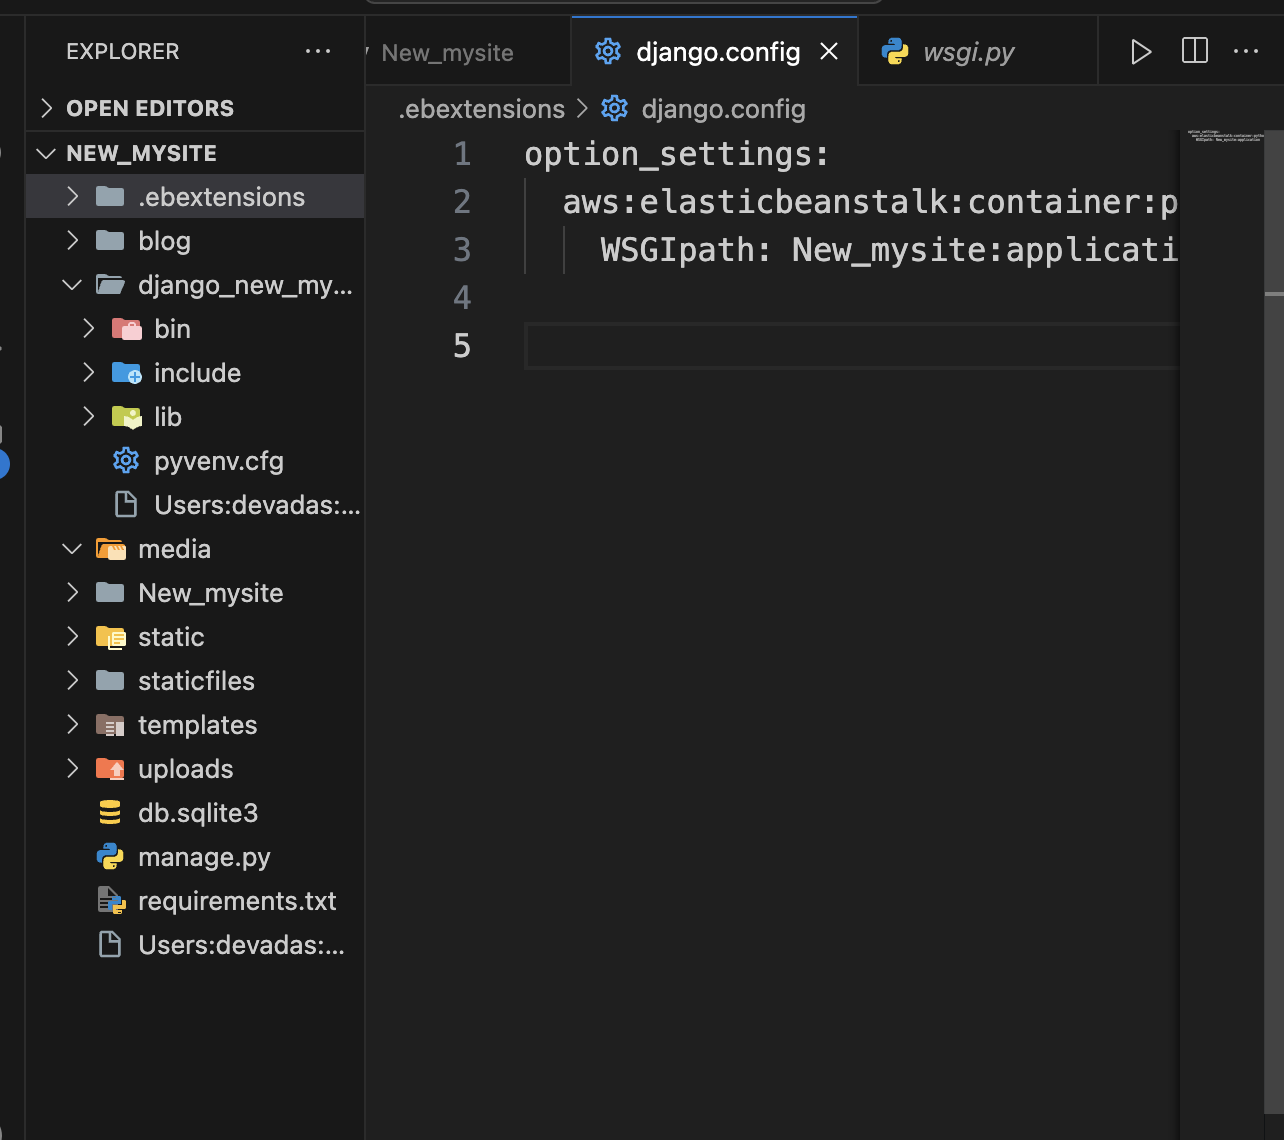 EXPLORER
···
New_mysite
django.config
wsgi.py
···
OPEN EDITORS
NEW_MYSITE
.ebextensions
blog
django_new_my...
bin
include
lib
pyvenv.cfg
Users:devadas:...
media
New_mysite
static
staticfiles
templates
uploads
db.sqlite3
manage.py
requirements.txt
Users:devadas:...
.ebextensions > django.config
1 option_settings:
2 aws:elasticbeanstalk:container:p
3 WSGIpath: New_mysite:applicati
4
5